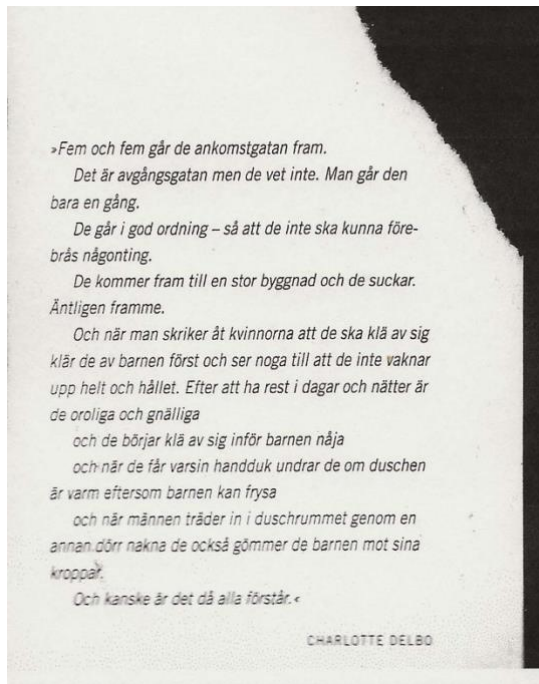 »Fem och fem går de ankomstgatan fram.
Det är avgångsgatan men de vet inte. Man går den
bara en gång.
De går i god ordning – så att de inte ska kunna före-
brås någonting.
De kommer fram till en stor byggnad och de suckar.
Äntligen framme.
Och när man skriker åt kvinnorna att de ska klä av sig
klär de av barnen först och ser noga till att de inte vaknar
upp helt och hållet. Efter att ha rest i dagar och nätter är
de oroliga och gnälliga
och de börjar klä av sig inför barnen nåja
och när de får varsin handduk undrar de om duschen
är varm eftersom barnen kan frysa
och när männen träder in i duschrummet genom en
annan dörr nakna de också gömmer de barnen mot sina
kroppar.
Och kanske är det då alla förstår.«
CHARLOTTE DELBO